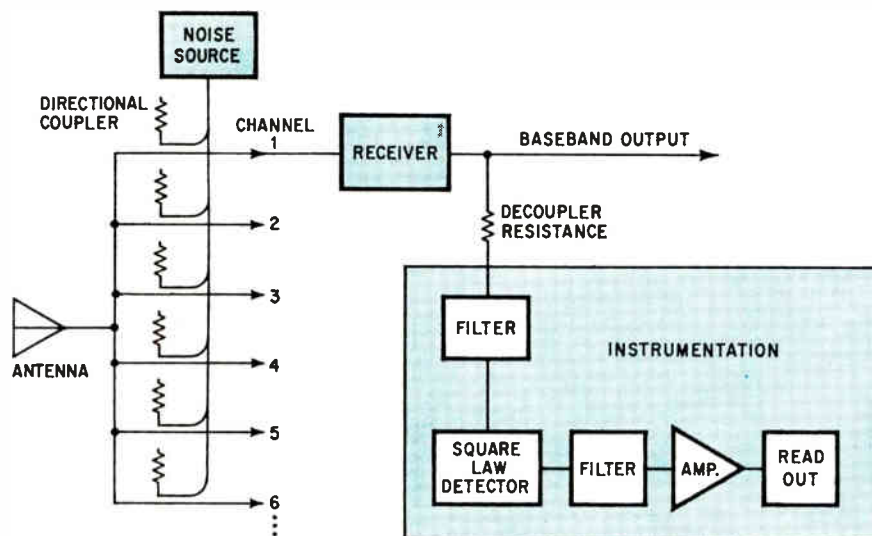 NOISE
SOURCE
DIRECTIONAL
COUPLER
CHANNEL
1
RECEIVER
BASEBAND OUTPUT
2
DECOUPLER
RESISTANCE
3
FILTER
INSTRUMENTATION
ANTENNA
4
5
SQUARE
LAW
DETECTOR
FILTER
AMP.
READ
OUT
6